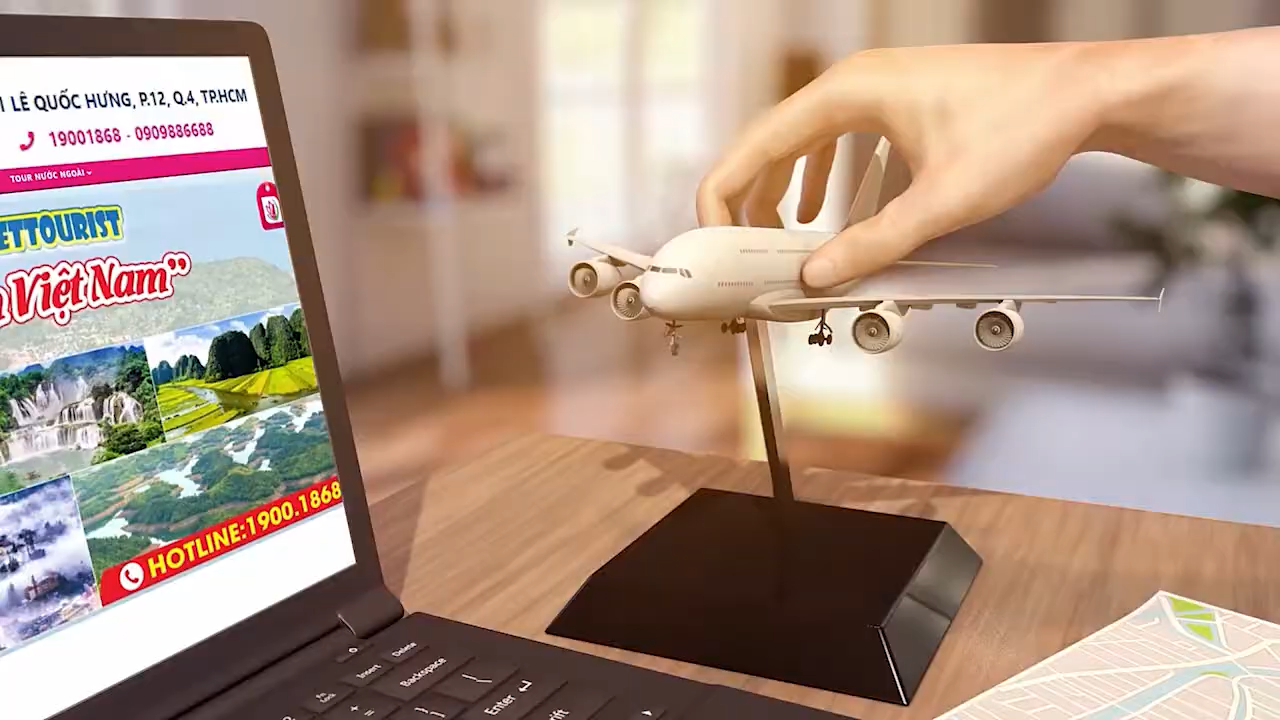 LÊ QUỐC HƯNG, P.12, Q.4, TP.HCM
19001868 - 0909886688
TOUR NƯỚC NGOÀI
ETTOURIST
Việt Nam”
HOTLINE:1900.1868
Delete
Insert
Backspace
Enter